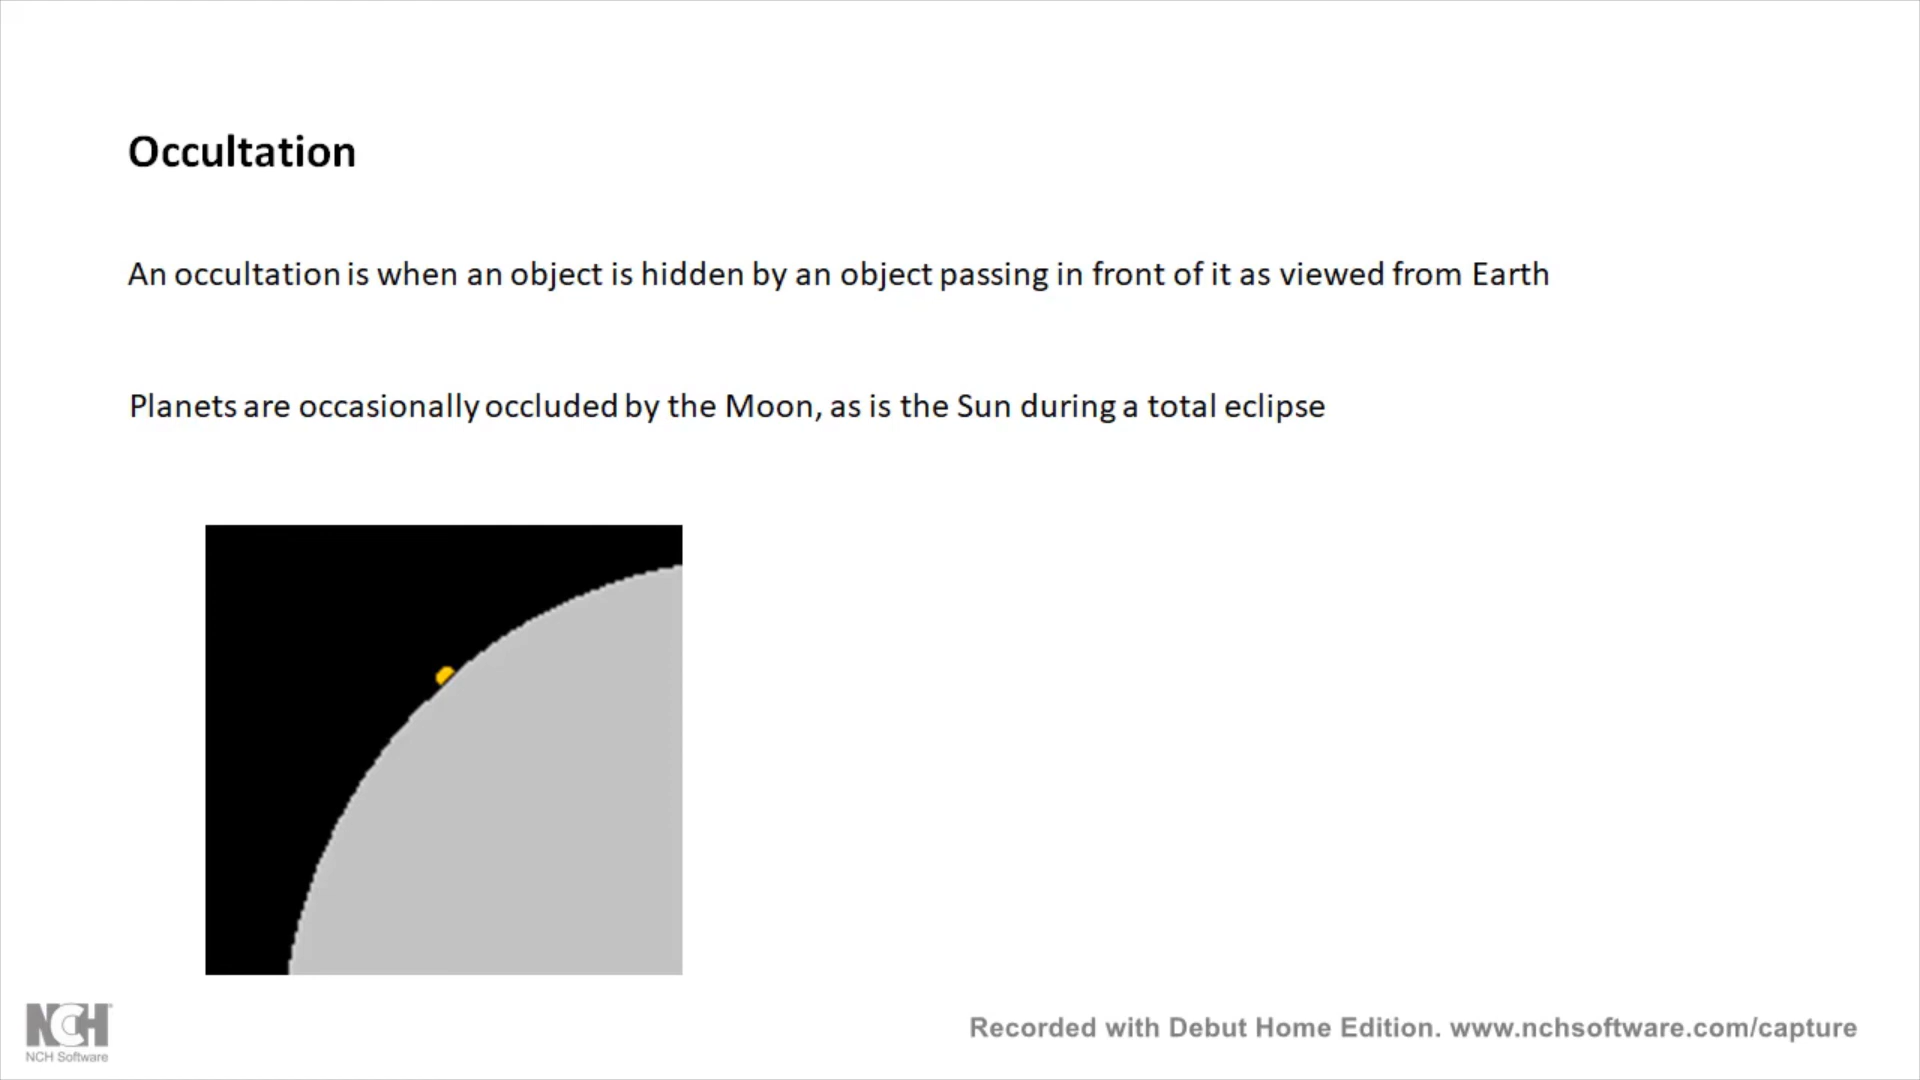 Occultation
An occultation is when an object is hidden by an object passing in front of it as viewed from Earth
Planets are occasionally occluded by the Moon, as is the Sun during a total eclipse
NCH
NCH Software
Recorded with Debut Home Edition. www.nchsoftware.com/capture